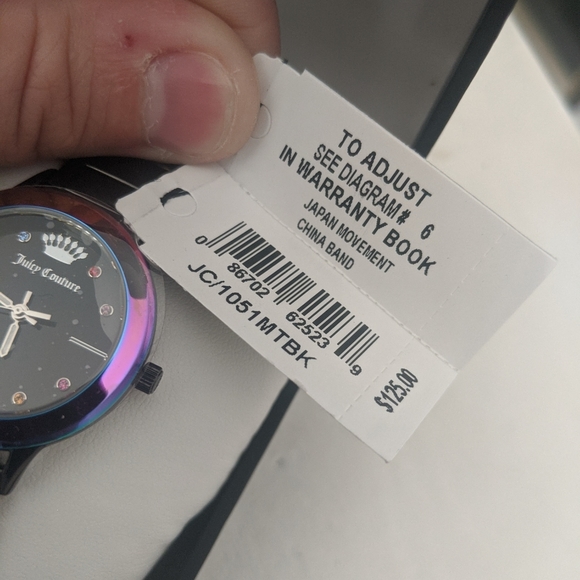 Juicy Couture
TO ADJUST
SEE DIAGRAM # 6
IN WARRANTY BOOK
JAPAN MOVEMENT
CHINA BAND
0 86702 62523 9
JC/1051MTBK
$125.00